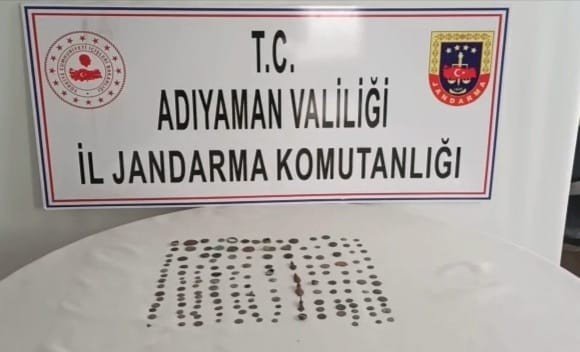 T.C.
ADIYAMAN VALİLİĞİ
İL JANDARMA KOMUTANLIĞI
JANDARMA